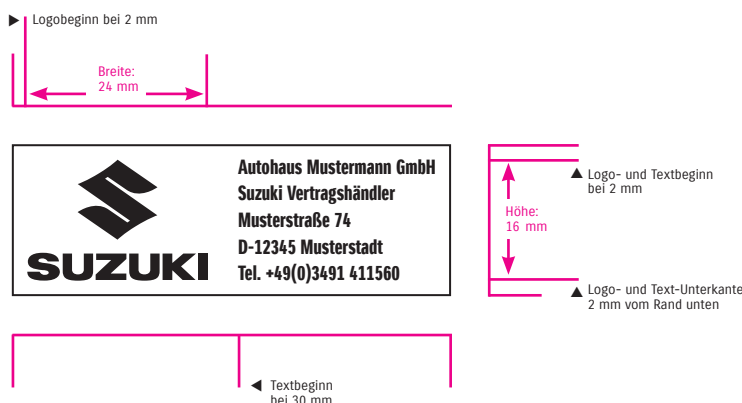 Logobeginn bei 2 mm
Breite:
24 mm
Autohaus Mustermann GmbH
Suzuki Vertragshändler
Musterstraße 74
D-12345 Musterstadt
Tel. +49(0)3491 411560
SUZUKI
Logo- und Textbeginn
bei 2 mm
Höhe:
16 mm
Logo- und Text-Unterkante
2 mm vom Rand unten
Textbeginn
bei 30 mm